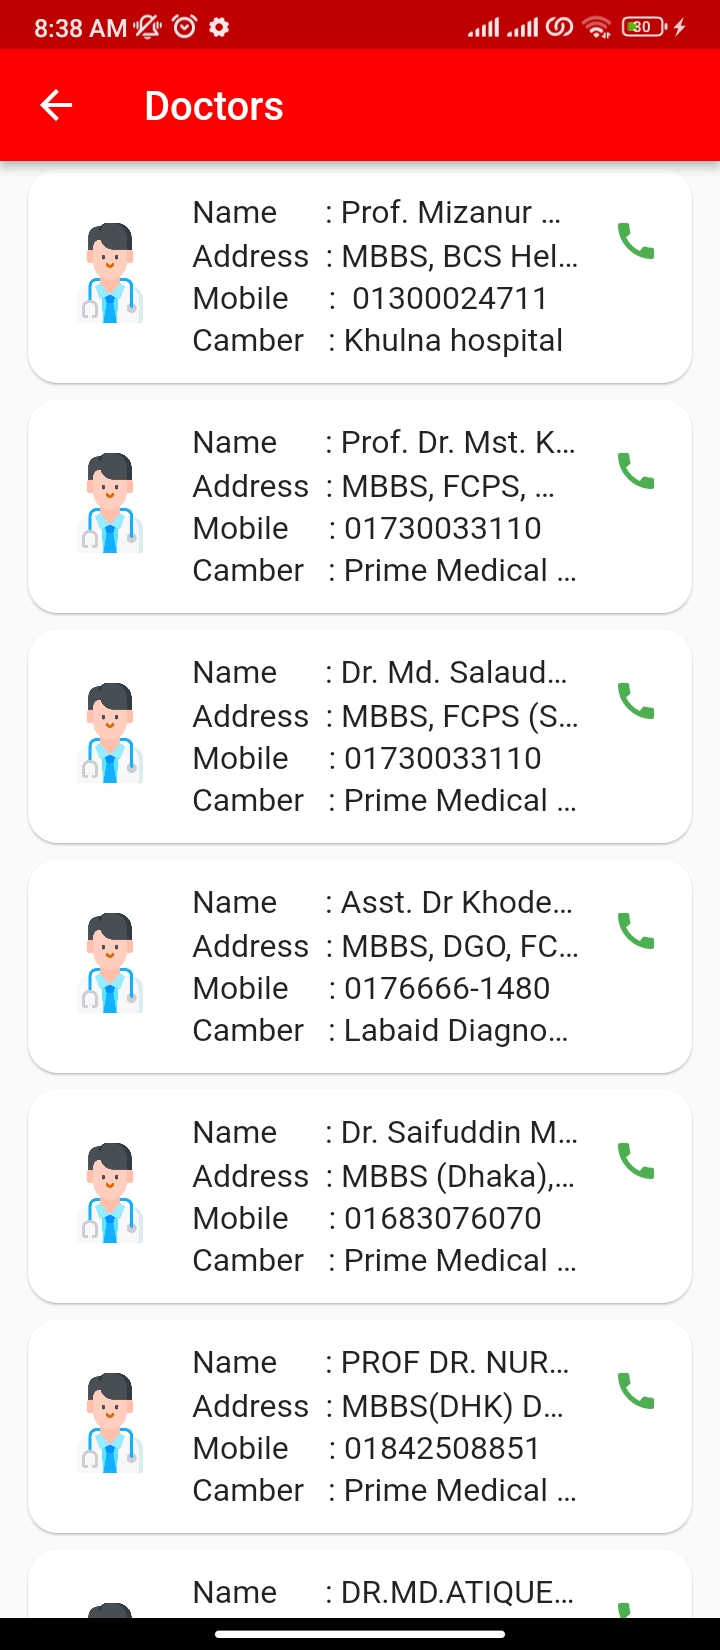 8:38 AM
30
Doctors
Name : Prof. Mizanur ...
Address : MBBS, BCS Hel...
Mobile : 01300024711
Camber : Khulna hospital
Name : Prof. Dr. Mst. K...
Address : MBBS, FCPS, ...
Mobile : 01730033110
Camber : Prime Medical ...
Name : Dr. Md. Salaud...
Address : MBBS, FCPS (S...
Mobile : 01730033110
Camber : Prime Medical ...
Name : Asst. Dr Khode...
Address : MBBS, DGO, FC...
Mobile : 0176666-1480
Camber : Labaid Diagno...
Name : Dr. Saifuddin M...
Address : MBBS (Dhaka),...
Mobile : 01683076070
Camber : Prime Medical ...
Name : PROF DR. NUR...
Address : MBBS(DHK) D...
Mobile : 01842508851
Camber : Prime Medical ...
Name : DR.MD.ATIQUE...